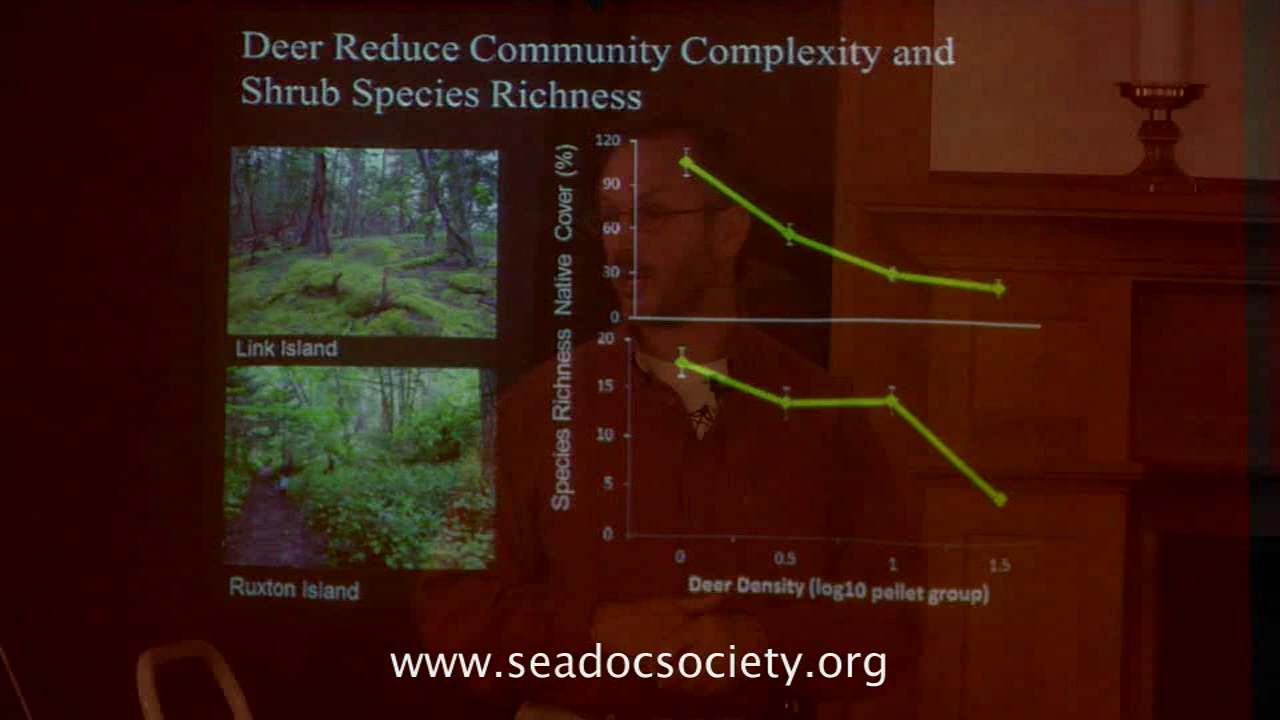 Deer Reduce Community Complexity and
Shrub Species Richness
Link Island
Ruxton Island
Native Cover (%)
120
90
60
30
0
Species Richness
20
15
10
5
0
0
0.5
1
1.5
Deer Density (log10 pellet group)
www.seadocsociety.org